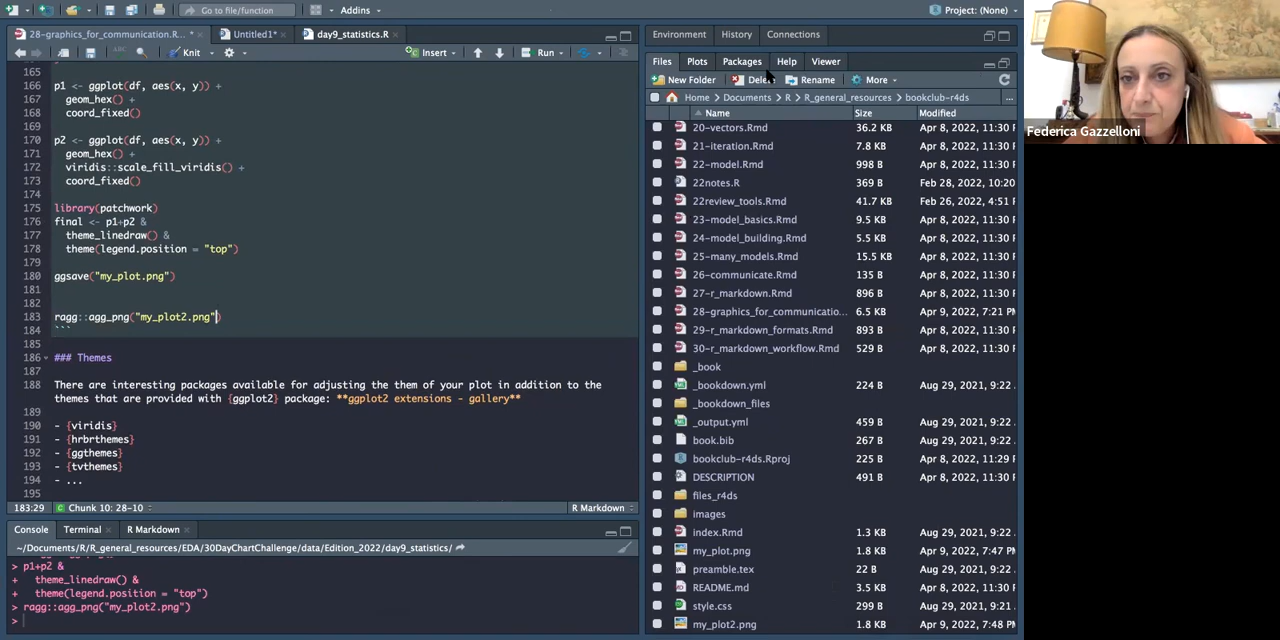 Go to file/function
Addins
Project: (None)
28-graphics_for_communication.R... *
Untitled1*
day9_statistics.R
Knit
Insert
Run
165
166 p1 <- ggplot(df, aes(x, y)) +
167 geom_hex() +
168 coord_fixed()
169
170 p2 <- ggplot(df, aes(x, y)) +
171 geom_hex() +
172 viridis::scale_fill_viridis() +
173 coord_fixed()
174
175 library(patchwork)
176 final <- p1+p2 &
177 theme_linedraw() &
178 theme(legend.position = "top")
179
180 ggsave("my_plot.png")
181
182
183 ragg::agg_png("my_plot2.png")
184 ```
185
186 ### Themes
187
188 There are interesting packages available for adjusting the them of your plot in addition to the
themes that are provided with {ggplot2} package: **ggplot2 extensions - gallery**
189
190 - {viridis}
191 - {hrbrthemes}
192 - {ggthemes}
193 - {tvthemes}
194 - ...
195
183:29 Chunk 10: 28-10 R Markdown
Console Terminal R Markdown
~/Documents/R/R_general_resources/EDA/30DayChartChallenge/data/Edition_2022/day9_statistics/
> p1+p2 &
+ theme_linedraw() &
+ theme(legend.position = "top")
> ragg::agg_png("my_plot2.png")
>
Environment History Connections
Files Plots Packages Help Viewer
New Folder Delet Rename More
Home Documents R R_general_resources bookclub-r4ds ...
Name Size Modified
20-vectors.Rmd 36.2 KB Apr 8, 2022, 11:30 P
21-iteration.Rmd 7.8 KB Apr 8, 2022, 11:30 P
22-model.Rmd 998 B Apr 8, 2022, 11:30 P
22notes.R 369 B Feb 28, 2022, 10:20
22review_tools.Rmd 41.7 KB Feb 26, 2022, 4:51 P
23-model_basics.Rmd 9.5 KB Apr 8, 2022, 11:30 P
24-model_building.Rmd 5.5 KB Apr 8, 2022, 11:30 P
25-many_models.Rmd 15.5 KB Apr 8, 2022, 11:30 P
26-communicate.Rmd 135 B Apr 8, 2022, 11:30 P
27-r_markdown.Rmd 896 B Apr 8, 2022, 11:30 P
28-graphics_for_communicatio... 6.5 KB Apr 9, 2022, 7:21 PM
29-r_markdown_formats.Rmd 893 B Apr 8, 2022, 11:30 P
30-r_markdown_workflow.Rmd 529 B Apr 8, 2022, 11:30 P
_book
_bookdown.yml 224 B Aug 29, 2021, 9:22
_bookdown_files
_output.yml 459 B Aug 29, 2021, 9:22
book.bib 267 B Aug 29, 2021, 9:22
bookclub-r4ds.Rproj 225 B Apr 8, 2022, 11:29 P
DESCRIPTION 491 B Apr 8, 2022, 11:30 P
files_r4ds
images
index.Rmd 1.3 KB Aug 29, 2021, 9:22
my_plot.png 1.8 KB Apr 9, 2022, 7:47 PM
preamble.tex 22 B Aug 29, 2021, 9:22
README.md 3.5 KB Apr 8, 2022, 11:30 P
style.css 299 B Aug 29, 2021, 9:21
my_plot2.png 1.8 KB Apr 9, 2022, 7:48 PM
Federica Gazzelloni